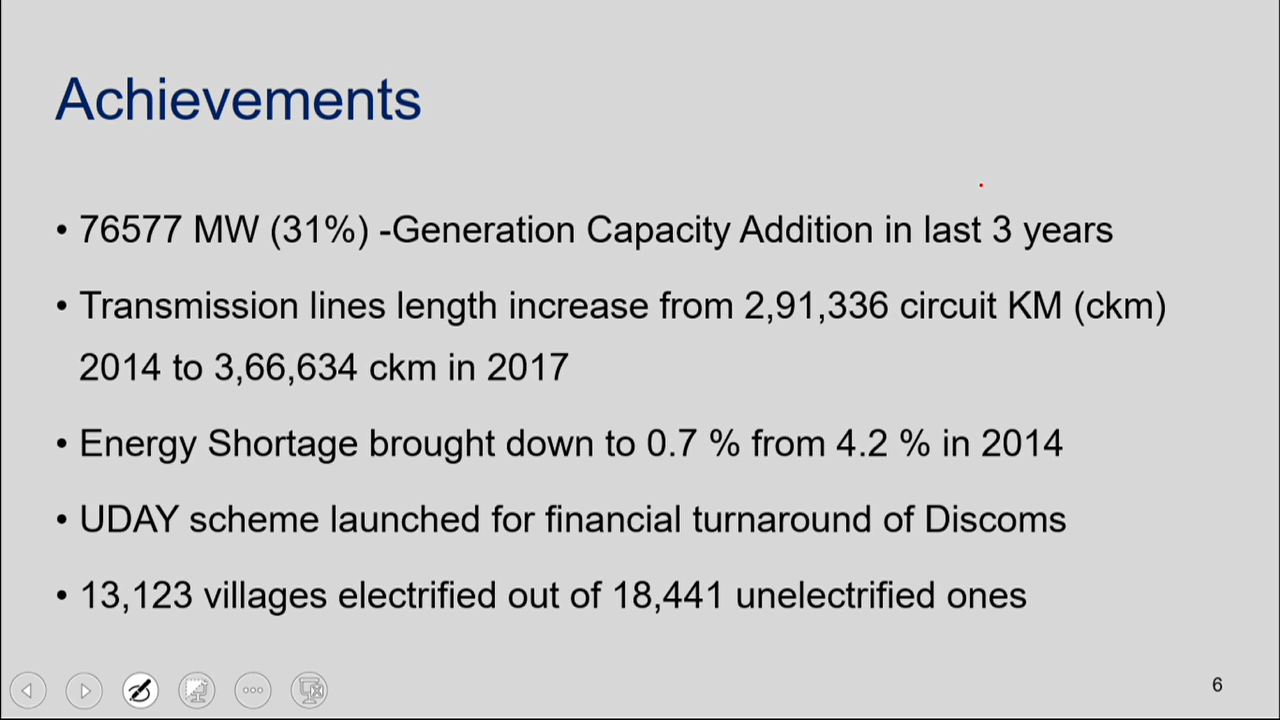 Achievements
• 76577 MW (31%) -Generation Capacity Addition in last 3 years
• Transmission lines length increase from 2,91,336 circuit KM (ckm)
2014 to 3,66,634 ckm in 2017
• Energy Shortage brought down to 0.7 % from 4.2 % in 2014
• UDAY scheme launched for financial turnaround of Discoms
• 13,123 villages electrified out of 18,441 unelectrified ones
6